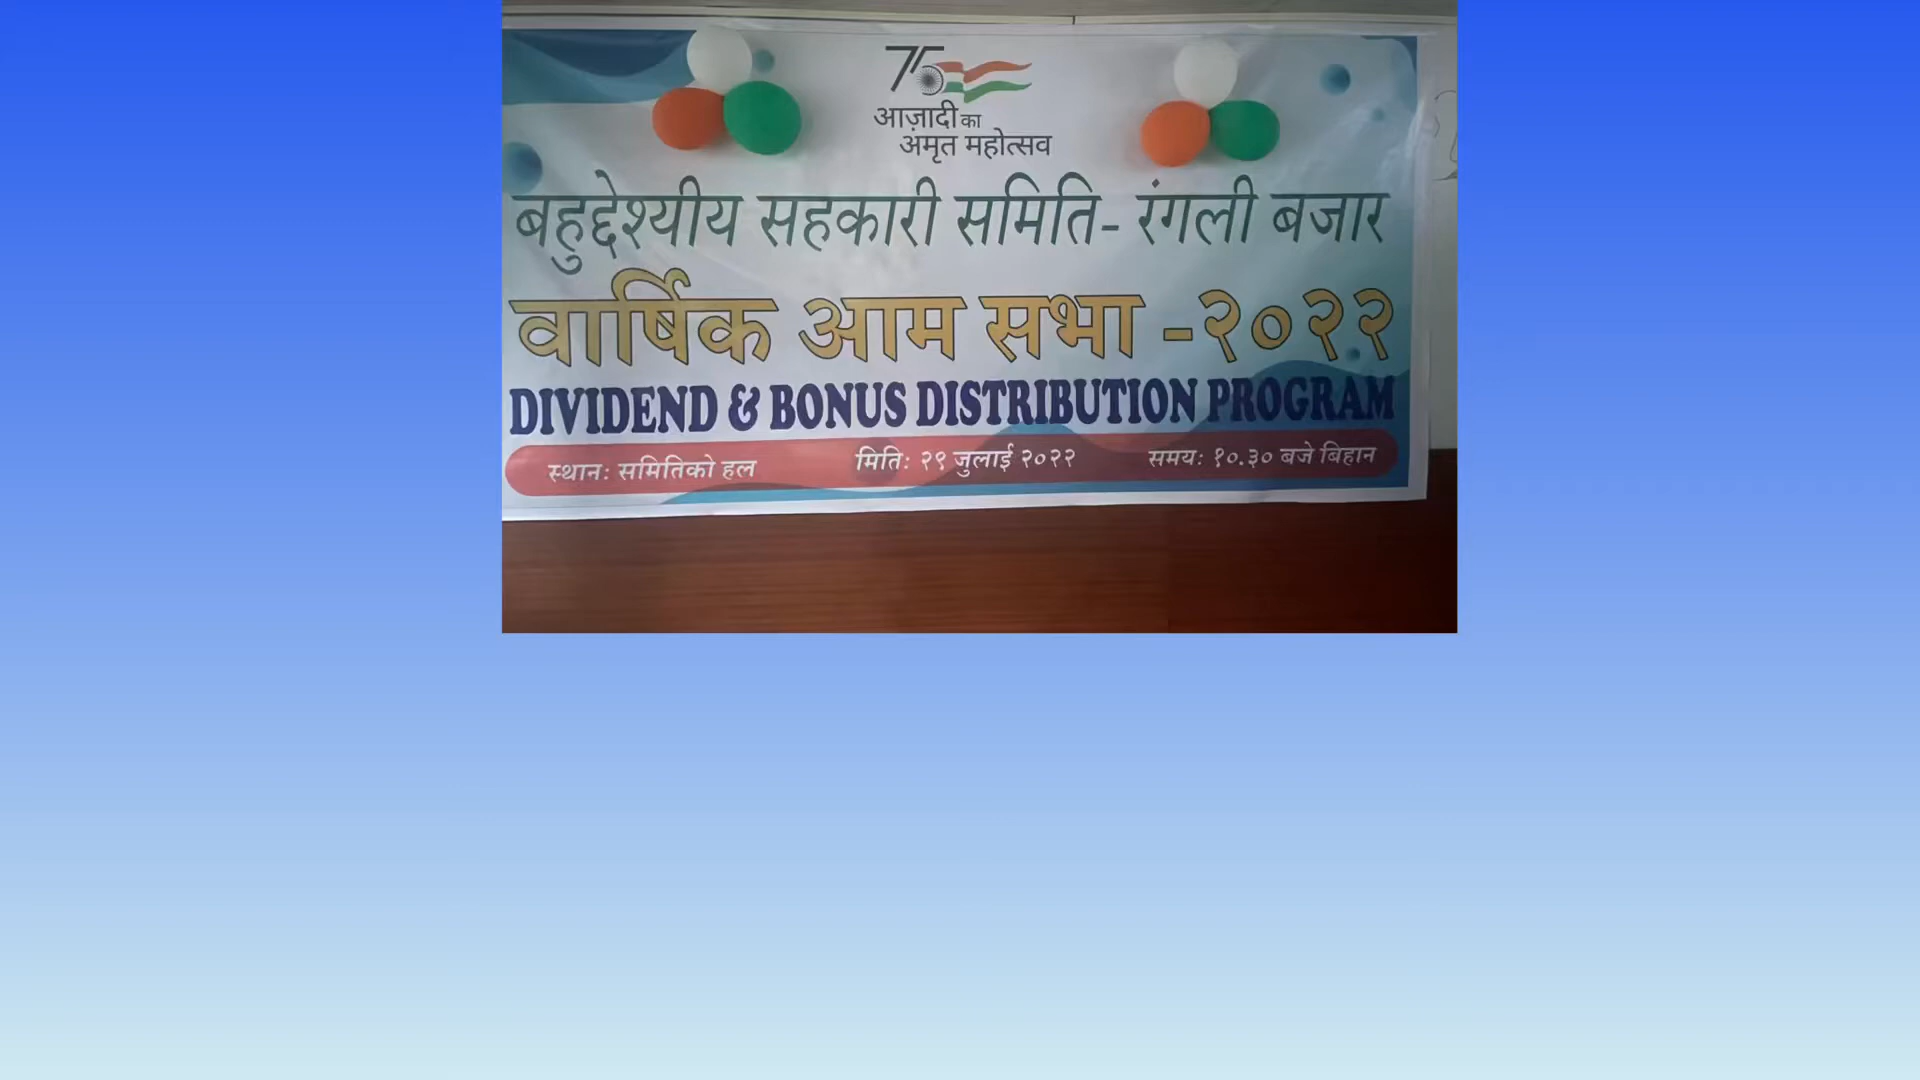 75
आज़ादी का
अमृत महोत्सव
बहुद्देश्यीय सहकारी समिति- रंगली बजार
वार्षिक आम सभा -२०२२
DIVIDEND & BONUS DISTRIBUTION PROGRAM
स्थान: समितिको हल मिति: २९ जुलाई २०२२ समय: १०.३० बजे बिहान